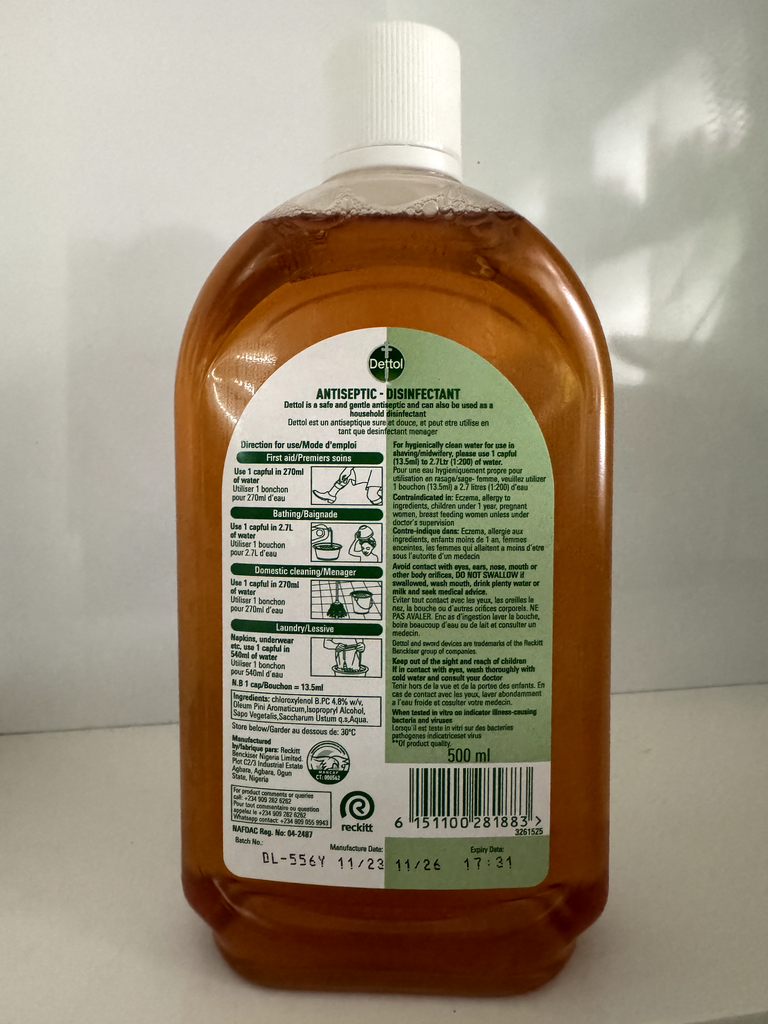 Dettol
ANTISEPTIC - DISINFECTANT
Dettol is a safe and gentle antiseptic and can also be used as a
household disinfectant
Dettol est un antiseptique sure et douce, et peut etre utilise en
tant que desinfectant menager
Direction for use/Mode d'emploi
First aid/Premiers soins
Use 1 capful in 270ml
of water
Utiliser 1 bonchon
pour 270ml d'eau
Bathing/Baignade
Use 1 capful in 2.7L
of water
Utiliser 1 bouchon
pour 2.7L d'eau
Domestic cleaning/Menager
Use 1 capful in 270ml
of water
Utiliser 1 bonchon
pour 270ml d'eau
Laundry/Lessive
Napkins, underwear
etc, use 1 capful in
540ml of water
Utiliser 1 bonchon
pour 540ml d'eau
N.B 1 cap/Bouchon = 13.5ml
Ingredients: chloroxylenol B.PC 4.8% w/v,
Oleum Pini Aromaticum, Isopropryl Alcohol,
Sapo Vegetalis, Saccharum Ustum q.s, Aqua.
Store below/Garder au dessous de: 30°C
Manufactured
by/fabrique pars: Reckitt
Benckiser Nigeria Limited.
Plot C2/3 Industrial Estate
Agbara, Agbara, Ogun
State, Nigeria
MANCAP
CT: 000562
For product comments or queries
call: +234 909 282 6262
Pour tout commentaire ou question
appelez le +234 909 282 6262
Whatsapp contact: +234 809 055 9943
reckitt
NAFDAC Reg. No: 04-2487
For hygienically clean water for use in
shaving/midwifery, please use 1 capful
(13.5ml) to 2.7Ltr (1:200) of water.
Pour une eau hygieniquement propre pour
utilisation en rasage/sage- femme, veuillez utilizer
1 bouchon (13.5ml) a 2.7 litres (1:200) d'eau
Contraindicated in: Eczema, allergy to
ingredients, children under 1 year, pregnant
women, breast feeding women unless under
doctor's supervision
Contre-indique dans: Eczema, allergie aux
ingredients, enfants moins de 1 an, femmes
enceintes, les femmes qui allaitent a moins d'etre
sous l'autorite d'un medecin
Avoid contact with eyes, ears, nose, mouth or
other body orifices, DO NOT SWALLOW if
swallowed, wash mouth, drink plenty water or
milk and seek medical advice.
Eviter tout contact avec les yeux, les oreilles le
nez, la bouche ou d'autres orifices corporels. NE
PAS AVALER. Enc as d'ingestion laver la bouche,
boire beaucoup d'eau ou de lait et consulter un
medecin.
Dettol and sword devices are trademarks of the Reckitt
Benckiser group of companies.
Keep out of the sight and reach of children
If in contact with eyes, wash thoroughly with
cold water and consult your doctor
Tenir hors de la vue et de la portee des enfants. En
cas de contact avec les yeux, laver abondamment
a l'eau froide et cosulter votre medecin.
When tested in vitro on indicator illness-causing
bacteria and viruses
Lorsqu'il est teste in vitro sur des bacteries
pathogenes indicatriceset virus
**Of product quality.
500 ml
6 151100 281883 >
3261525
Batch No.:
Manufacture Date:
Expiry Date:
DL-556Y 11/23 11/26 17:31